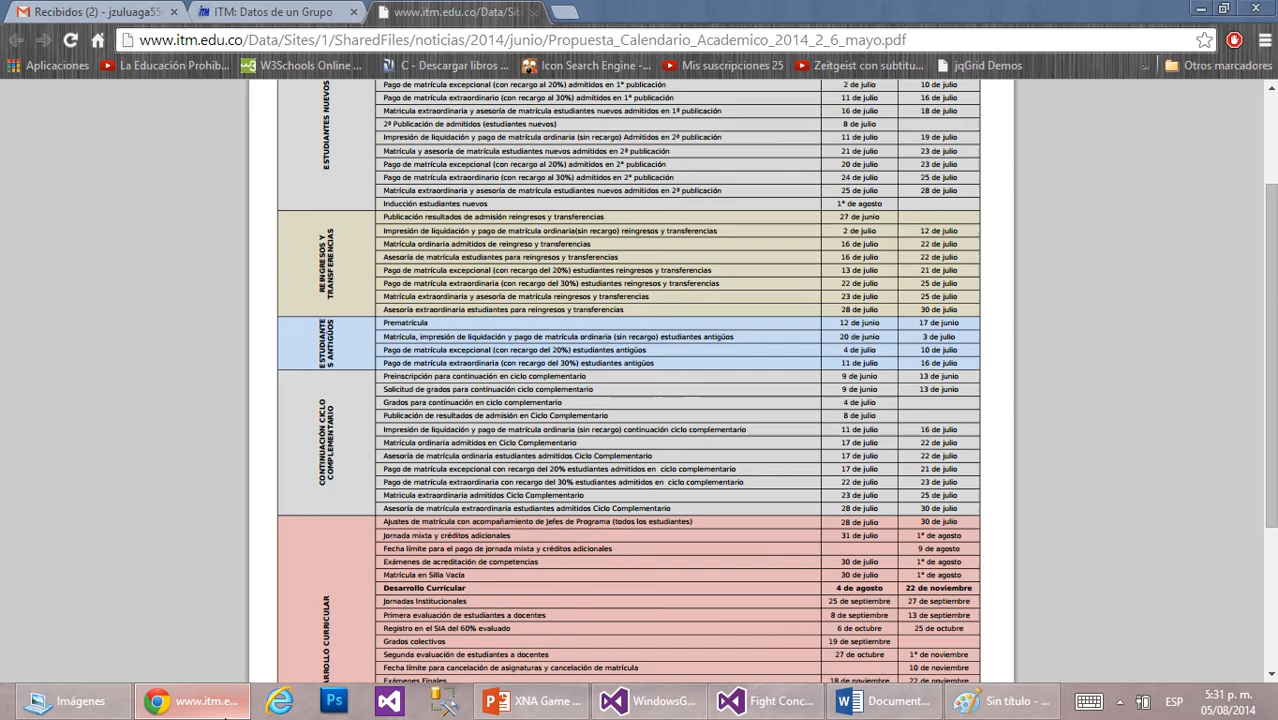 Recibidos (2) - jzuluaga55
ITM: Datos de un Grupo
www.itm.edu.co/Data/Sit
www.itm.edu.co/Data/Sites/1/SharedFiles/noticias/2014/junio/Propuesta_Calendario_Academico_2014_2_6_mayo.pdf
Aplicaciones La Educación Prohib... W3Schools Online ... C - Descargar libros ... Icon Search Engine -... Mis suscripciones 25 Zeitgeist con subtitu... jqGrid Demos » Otros marcadores
ESTUDIANTES NUEVOS
Pago de matrícula excepcional (con recargo al 20%) admitidos en 1ª publicación 2 de julio 10 de julio
Pago de matrícula extraordinario (con recargo al 30%) admitidos en 1ª publicación 11 de julio 16 de julio
Matricula extraordinaria y asesoría de matrícula estudiantes nuevos admitidos en 1ª publicación 16 de julio 18 de julio
2ª Publicación de admitidos (estudiantes nuevos) 8 de julio
Impresión de liquidación y pago de matrícula ordinaria (sin recargo) Admitidos en 2ª publicación 11 de julio 19 de julio
Matrícula y asesoría de matrícula estudiantes nuevos admitidos en 2ª publicación 21 de julio 23 de julio
Pago de matrícula excepcional (con recargo al 20%) admitidos en 2ª publicación 20 de julio 23 de julio
Pago de matrícula extraordinario (con recargo al 30%) admitidos en 2ª publicación 24 de julio 25 de julio
Matrícula extraordinaria y asesoría de matrícula estudiantes nuevos admitidos en 2ª publicación 25 de julio 28 de julio
Inducción estudiantes nuevos 1° de agosto
REINGRESOS Y TRANSFERENCIAS
Publicación resultados de admisión reingresos y transferencias 27 de junio
Impresión de liquidación y pago de matrícula ordinaria(sin recargo) reingresos y transferencias 2 de julio 12 de julio
Matrícula ordinaria admitidos de reingreso y transferencias 16 de julio 22 de julio
Asesoría de matrícula estudiantes para reingresos y transferencias 16 de julio 22 de julio
Pago de matrícula excepcional (con recargo del 20%) estudiantes reingresos y transferencias 13 de julio 21 de julio
Pago de matrícula extraordinaria (con recargo del 30%) estudiantes reingresos y transferencias 22 de julio 25 de julio
Matrícula extraordinaria y asesoría de matrícula reingresos y transferencias 23 de julio 25 de julio
Asesoría extraordinaria estudiantes para reingresos y transferencias 28 de julio 30 de julio
ESTUDIANTE S ANTIGÜOS
Prematrícula 12 de junio 17 de junio
Matrícula, impresión de liquidación y pago de matrícula ordinaria (sin recargo) estudiantes antigüos 20 de junio 3 de julio
Pago de matrícula excepcional (con recargo del 20%) estudiantes antigüos 4 de julio 10 de julio
Pago de matrícula extraordinario (con recargo del 30%) estudiantes antigüos 11 de julio 16 de julio
CONTINUACIÓN CICLO COMPLEMENTARIO
Preinscripción para continuación en ciclo complementario 9 de junio 13 de junio
Solicitud de grados para continuación ciclo complementario 9 de junio 13 de junio
Grados para continuación en ciclo complementario 4 de julio
Publicación de resultados de admisión en Ciclo Complementario 8 de julio
Impresión de liquidación y pago de matrícula ordinaria (sin recargo) continuación ciclo complementario 11 de julio 16 de julio
Matrícula ordinaria admitidos en Ciclo Complementario 17 de julio 22 de julio
Asesoría de matrícula ordinaria estudiantes admitidos Ciclo Complementario 17 de julio 22 de julio
Pago de matrícula excepcional con recargo del 20% estudiantes admitidos en ciclo complementario 17 de julio 21 de julio
Pago de matrícula extraordinaria con recargo del 30% estudiantes admitidos en ciclo complementario 22 de julio 23 de julio
Matricula extraordinaria admitidos Ciclo Complementario 23 de julio 25 de julio
Asesoría de matrícula extraordinaria estudiantes admitidos Ciclo Complementario 28 de julio 30 de julio
RROLLO CURRICULAR
Ajustes de matrícula con acompañamiento de Jefes de Programa (todos los estudiantes) 28 de julio 30 de julio
Jornada mixta y créditos adicionales 31 de julio 1° de agosto
Fecha límite para el pago de jornada mixta y créditos adicionales 9 de agosto
Exámenes de acreditación de competencias 30 de julio 1° de agosto
Matrícula en Silla Vacía 30 de julio 1° de agosto
Desarrollo Curricular 4 de agosto 22 de noviembre
Jornadas Institucionales 25 de septiembre 27 de septiembre
Primera evaluación de estudiantes a docentes 8 de septiembre 13 de septiembre
Registro en el SIA del 60% evaluado 6 de octubre 25 de octubre
Grados colectivos 19 de septiembre
Segunda evaluación de estudiantes a docentes 27 de octubre 1° de noviembre
Fecha límite para cancelación de asignaturas y cancelación de matrícula 10 de noviembre
Exámenes Finales 18 de noviembre 22 de noviembre
Imágenes www.itm.e... Ps XNA Game ... WindowsG... Fight Conc... Document... Sin título - ... ESP 5:31 p. m.
05/08/2014